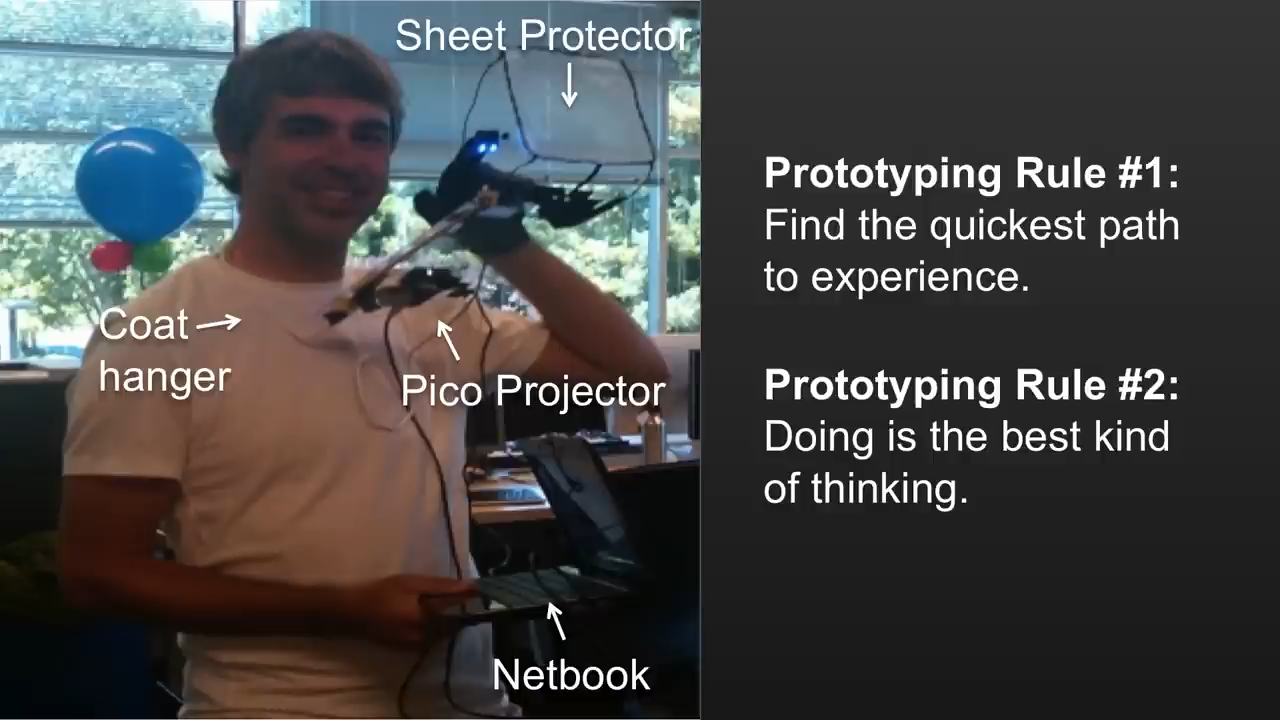 Sheet Protector
Coat
hanger
Pico Projector
Netbook
Prototyping Rule #1:
Find the quickest path
to experience.
Prototyping Rule #2:
Doing is the best kind
of thinking.